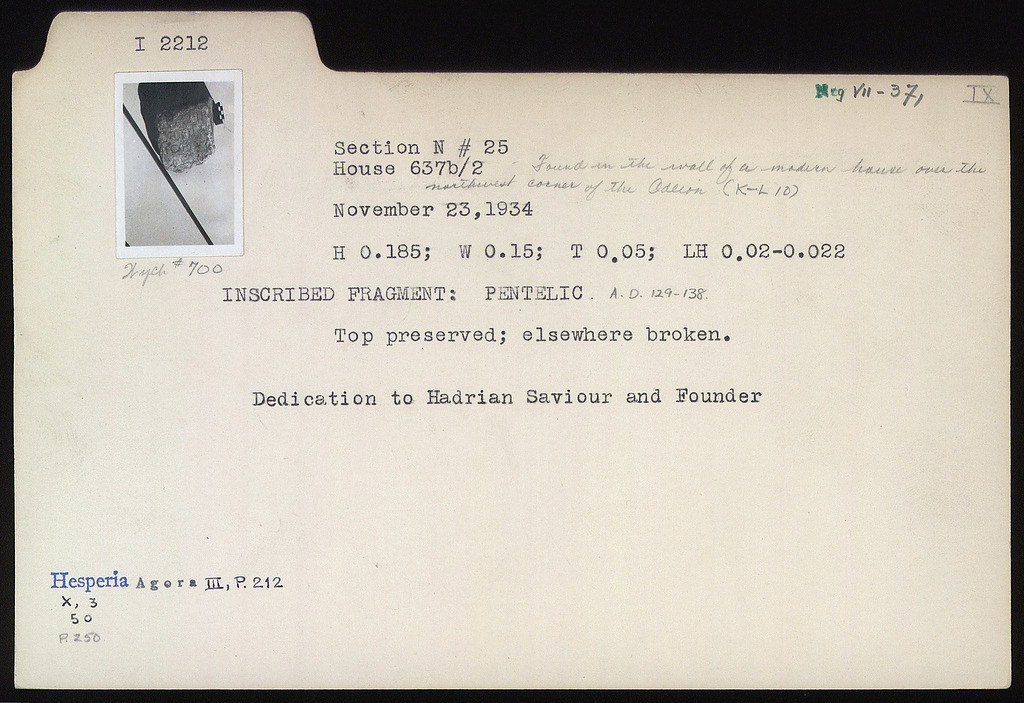 I 2212
Neg VII-37,
IX
Section N # 25
House 637b/2 - Found in the wall of a modern house over the
northwest corner of the Odeion (K-L 10)
November 23,1934
H 0.185; W 0.15; T 0.05; LH 0.02-0.022
#700
INSCRIBED FRAGMENT: PENTELIC. A.D. 129-138.
Top preserved; elsewhere broken.
Dedication to Hadrian Saviour and Founder
Hesperia Agora III, P. 212
X, 3
50
P. 250.